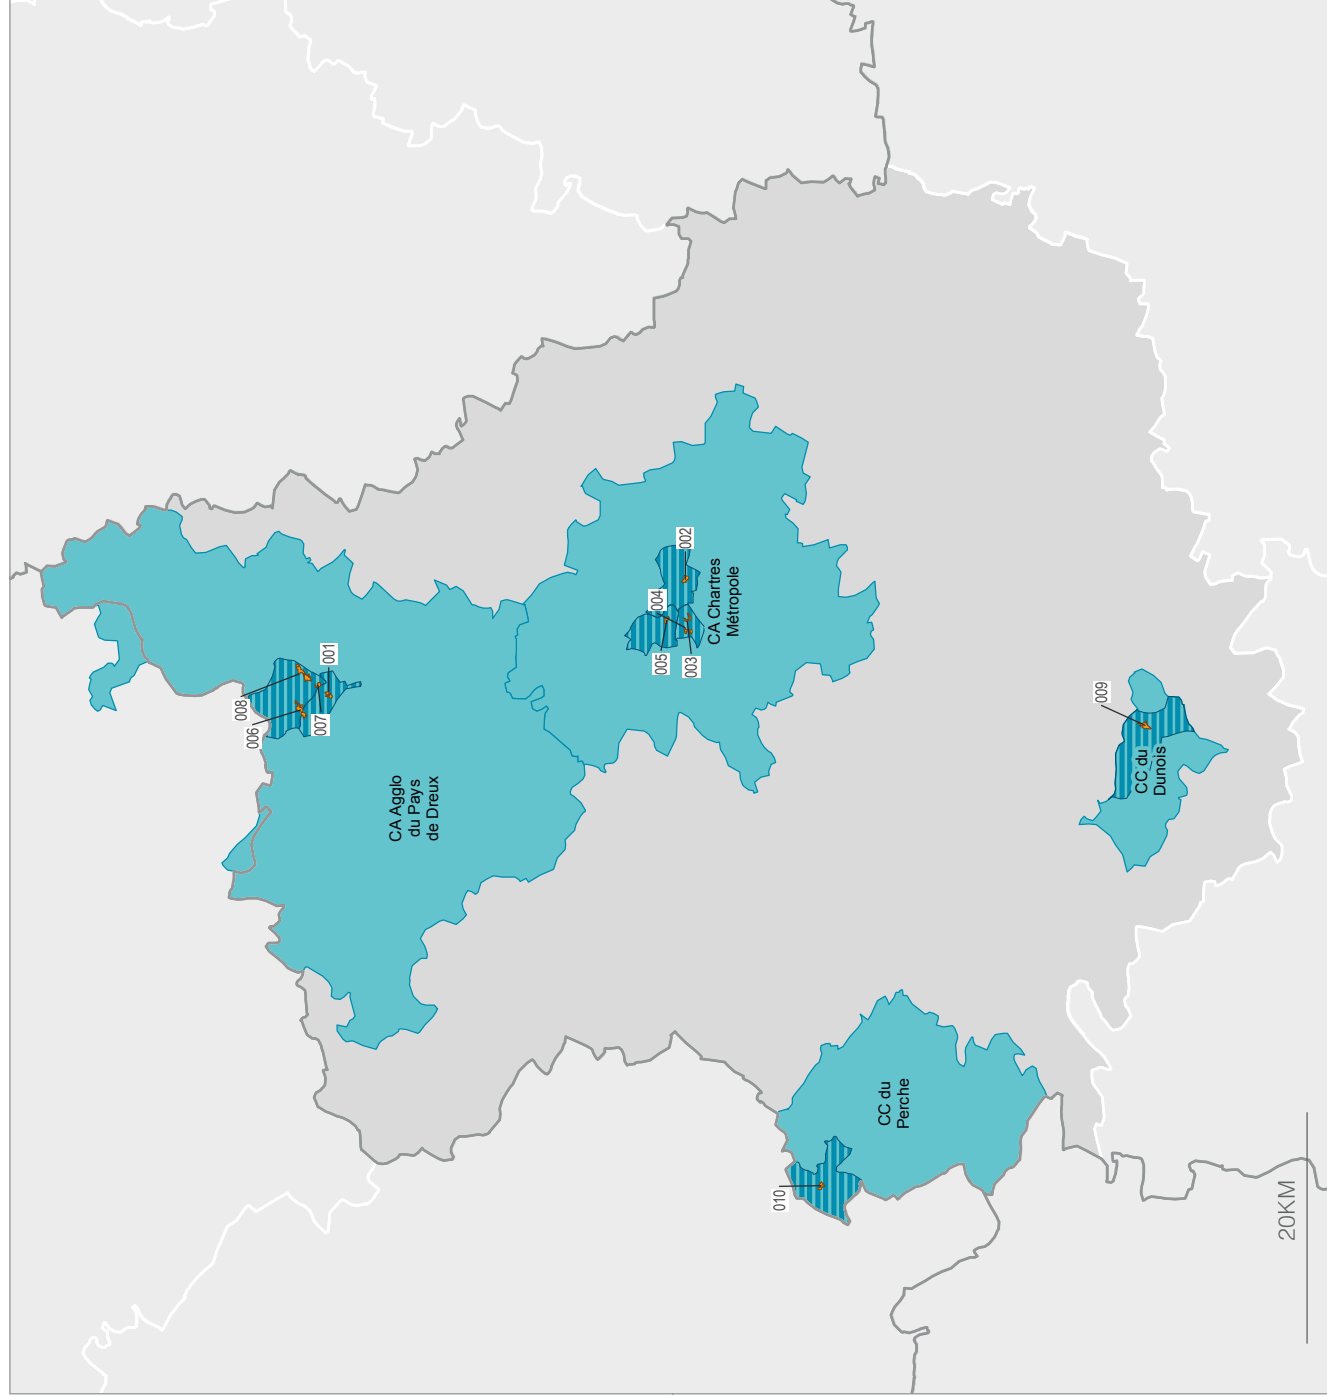 008
006
001
007
CA Agglo
du Pays
de Dreux
002
004
005
003
CA Chartres
Métropole
009
CC du
Dunois
CC du
Perche
010
20KM